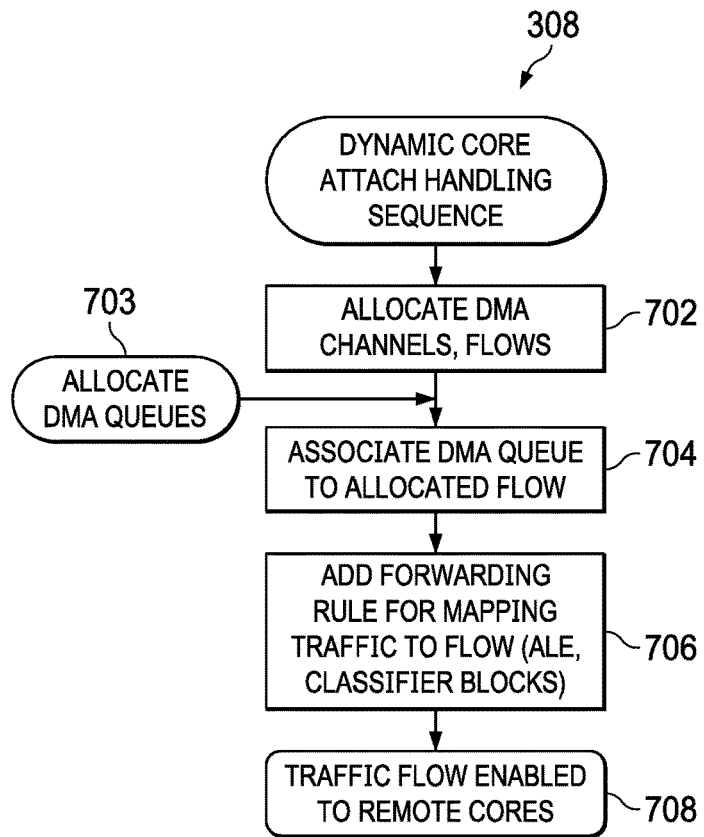 308
DYNAMIC CORE
ATTACH HANDLING
SEQUENCE
703
ALLOCATE DMA
CHANNELS, FLOWS
702
ALLOCATE
DMA QUEUES
ASSOCIATE DMA QUEUE
TO ALLOCATED FLOW
704
ADD FORWARDING
RULE FOR MAPPING
TRAFFIC TO FLOW (ALE,
CLASSIFIER BLOCKS)
706
TRAFFIC FLOW ENABLED
TO REMOTE CORES
708